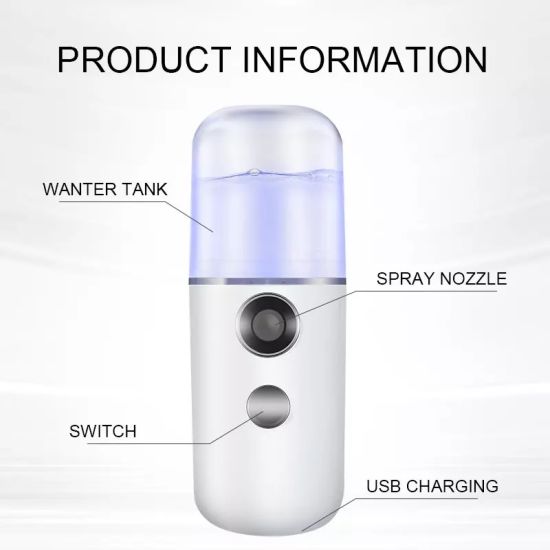 PRODUCT INFORMATION
WANTER TANK
SPRAY NOZZLE
SWITCH
USB CHARGING